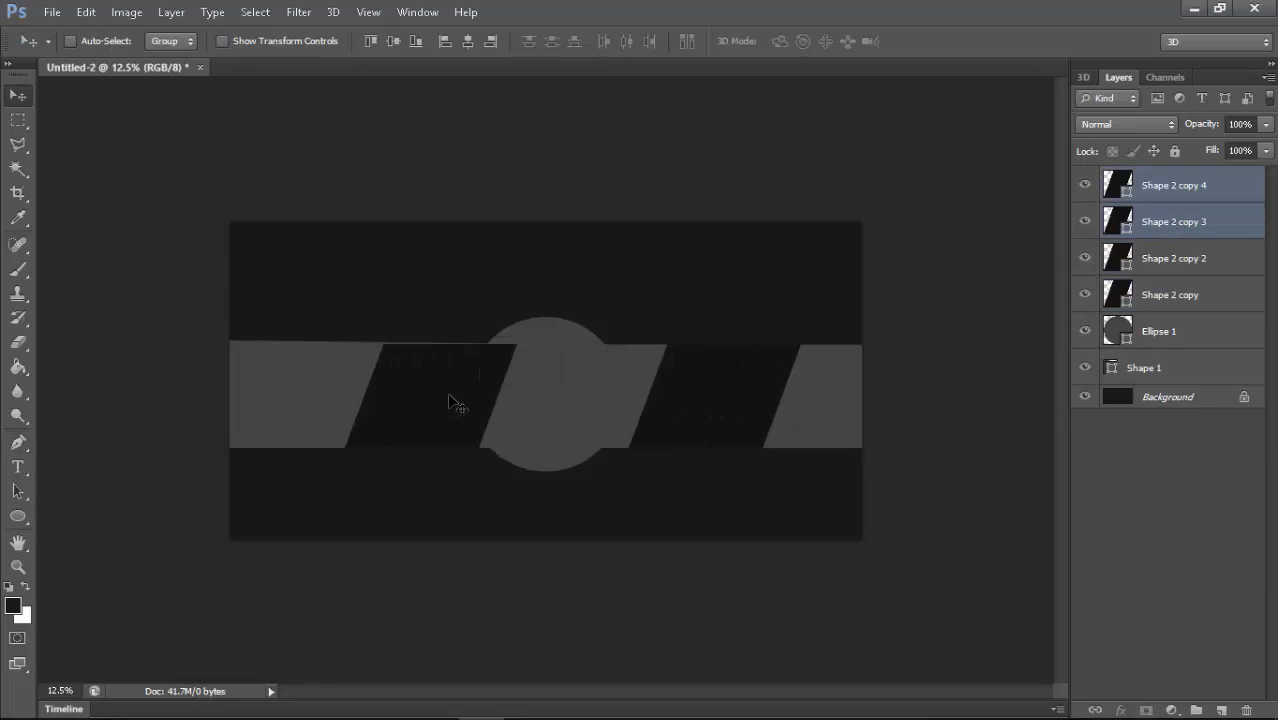 Ps File Edit Image Layer Type Select Filter 3D View Window Help
Auto-Select: Group Show Transform Controls 3D Mode: 3D
Untitled-2 @ 12.5% (RGB/8) * ×
3D Layers Channels
Kind
Normal Opacity: 100%
Lock: Fill: 100%
Shape 2 copy 4
Shape 2 copy 3
Shape 2 copy 2
Shape 2 copy
Ellipse 1
Shape 1
Background
12.5% Doc: 41.7M/0 bytes
Timeline